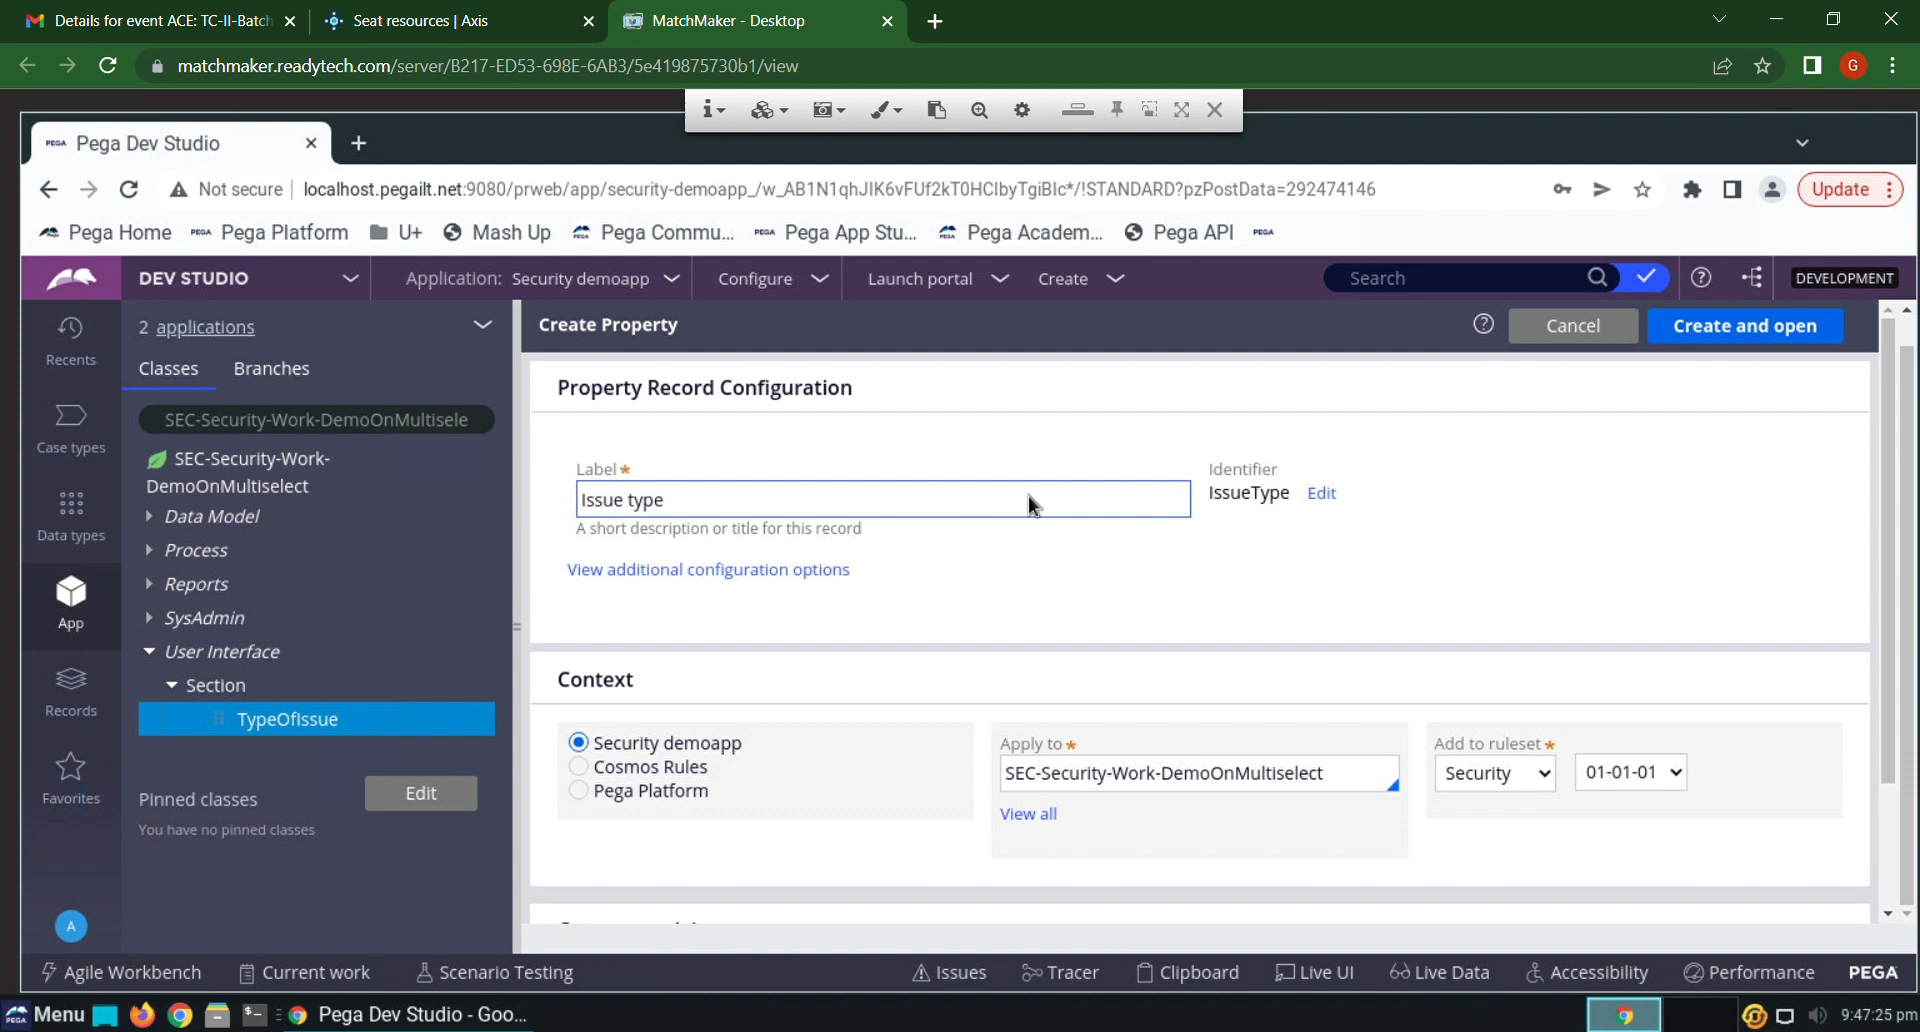 Details for event ACE: TC-II-Batch
Seat resources | Axis
MatchMaker - Desktop
matchmaker.readytech.com/server/B217-ED53-698E-6AB3/5e419875730b1/view
G
PEGA Pega Dev Studio
Not secure
localhost.pegailt.net:9080/prweb/app/security-demoapp_/w_AB1N1qhJIK6vFUf2kT0HCIbyTgiBIc*/!STANDARD?pzPostData=292474146
Update
Pega Home
PEGA Pega Platform
U+
Mash Up
Pega Commu...
PEGA Pega App Stu...
Pega Academ...
Pega API
PEGA
DEV STUDIO
Application: Security demoapp
Configure
Launch portal
Create
Search
DEVELOPMENT
Recents
Case types
Data types
App
Records
Favorites
A
2 applications
Classes
Branches
SEC-Security-Work-DemoOnMultisele
SEC-Security-Work-
DemoOnMultiselect
Data Model
Process
Reports
SysAdmin
User Interface
Section
TypeOfIssue
Pinned classes
Edit
You have no pinned classes
Create Property
Cancel
Create and open
Property Record Configuration
Label *
Issue type
A short description or title for this record
Identifier
IssueType Edit
View additional configuration options
Context
Security demoapp
Cosmos Rules
Pega Platform
Apply to *
SEC-Security-Work-DemoOnMultiselect
View all
Add to ruleset *
Security
01-01-01
Agile Workbench
Current work
Scenario Testing
Issues
Tracer
Clipboard
Live UI
Live Data
Accessibility
Performance
PEGA
PEGA Menu
Pega Dev Studio - Goo...
9:47:25 pm